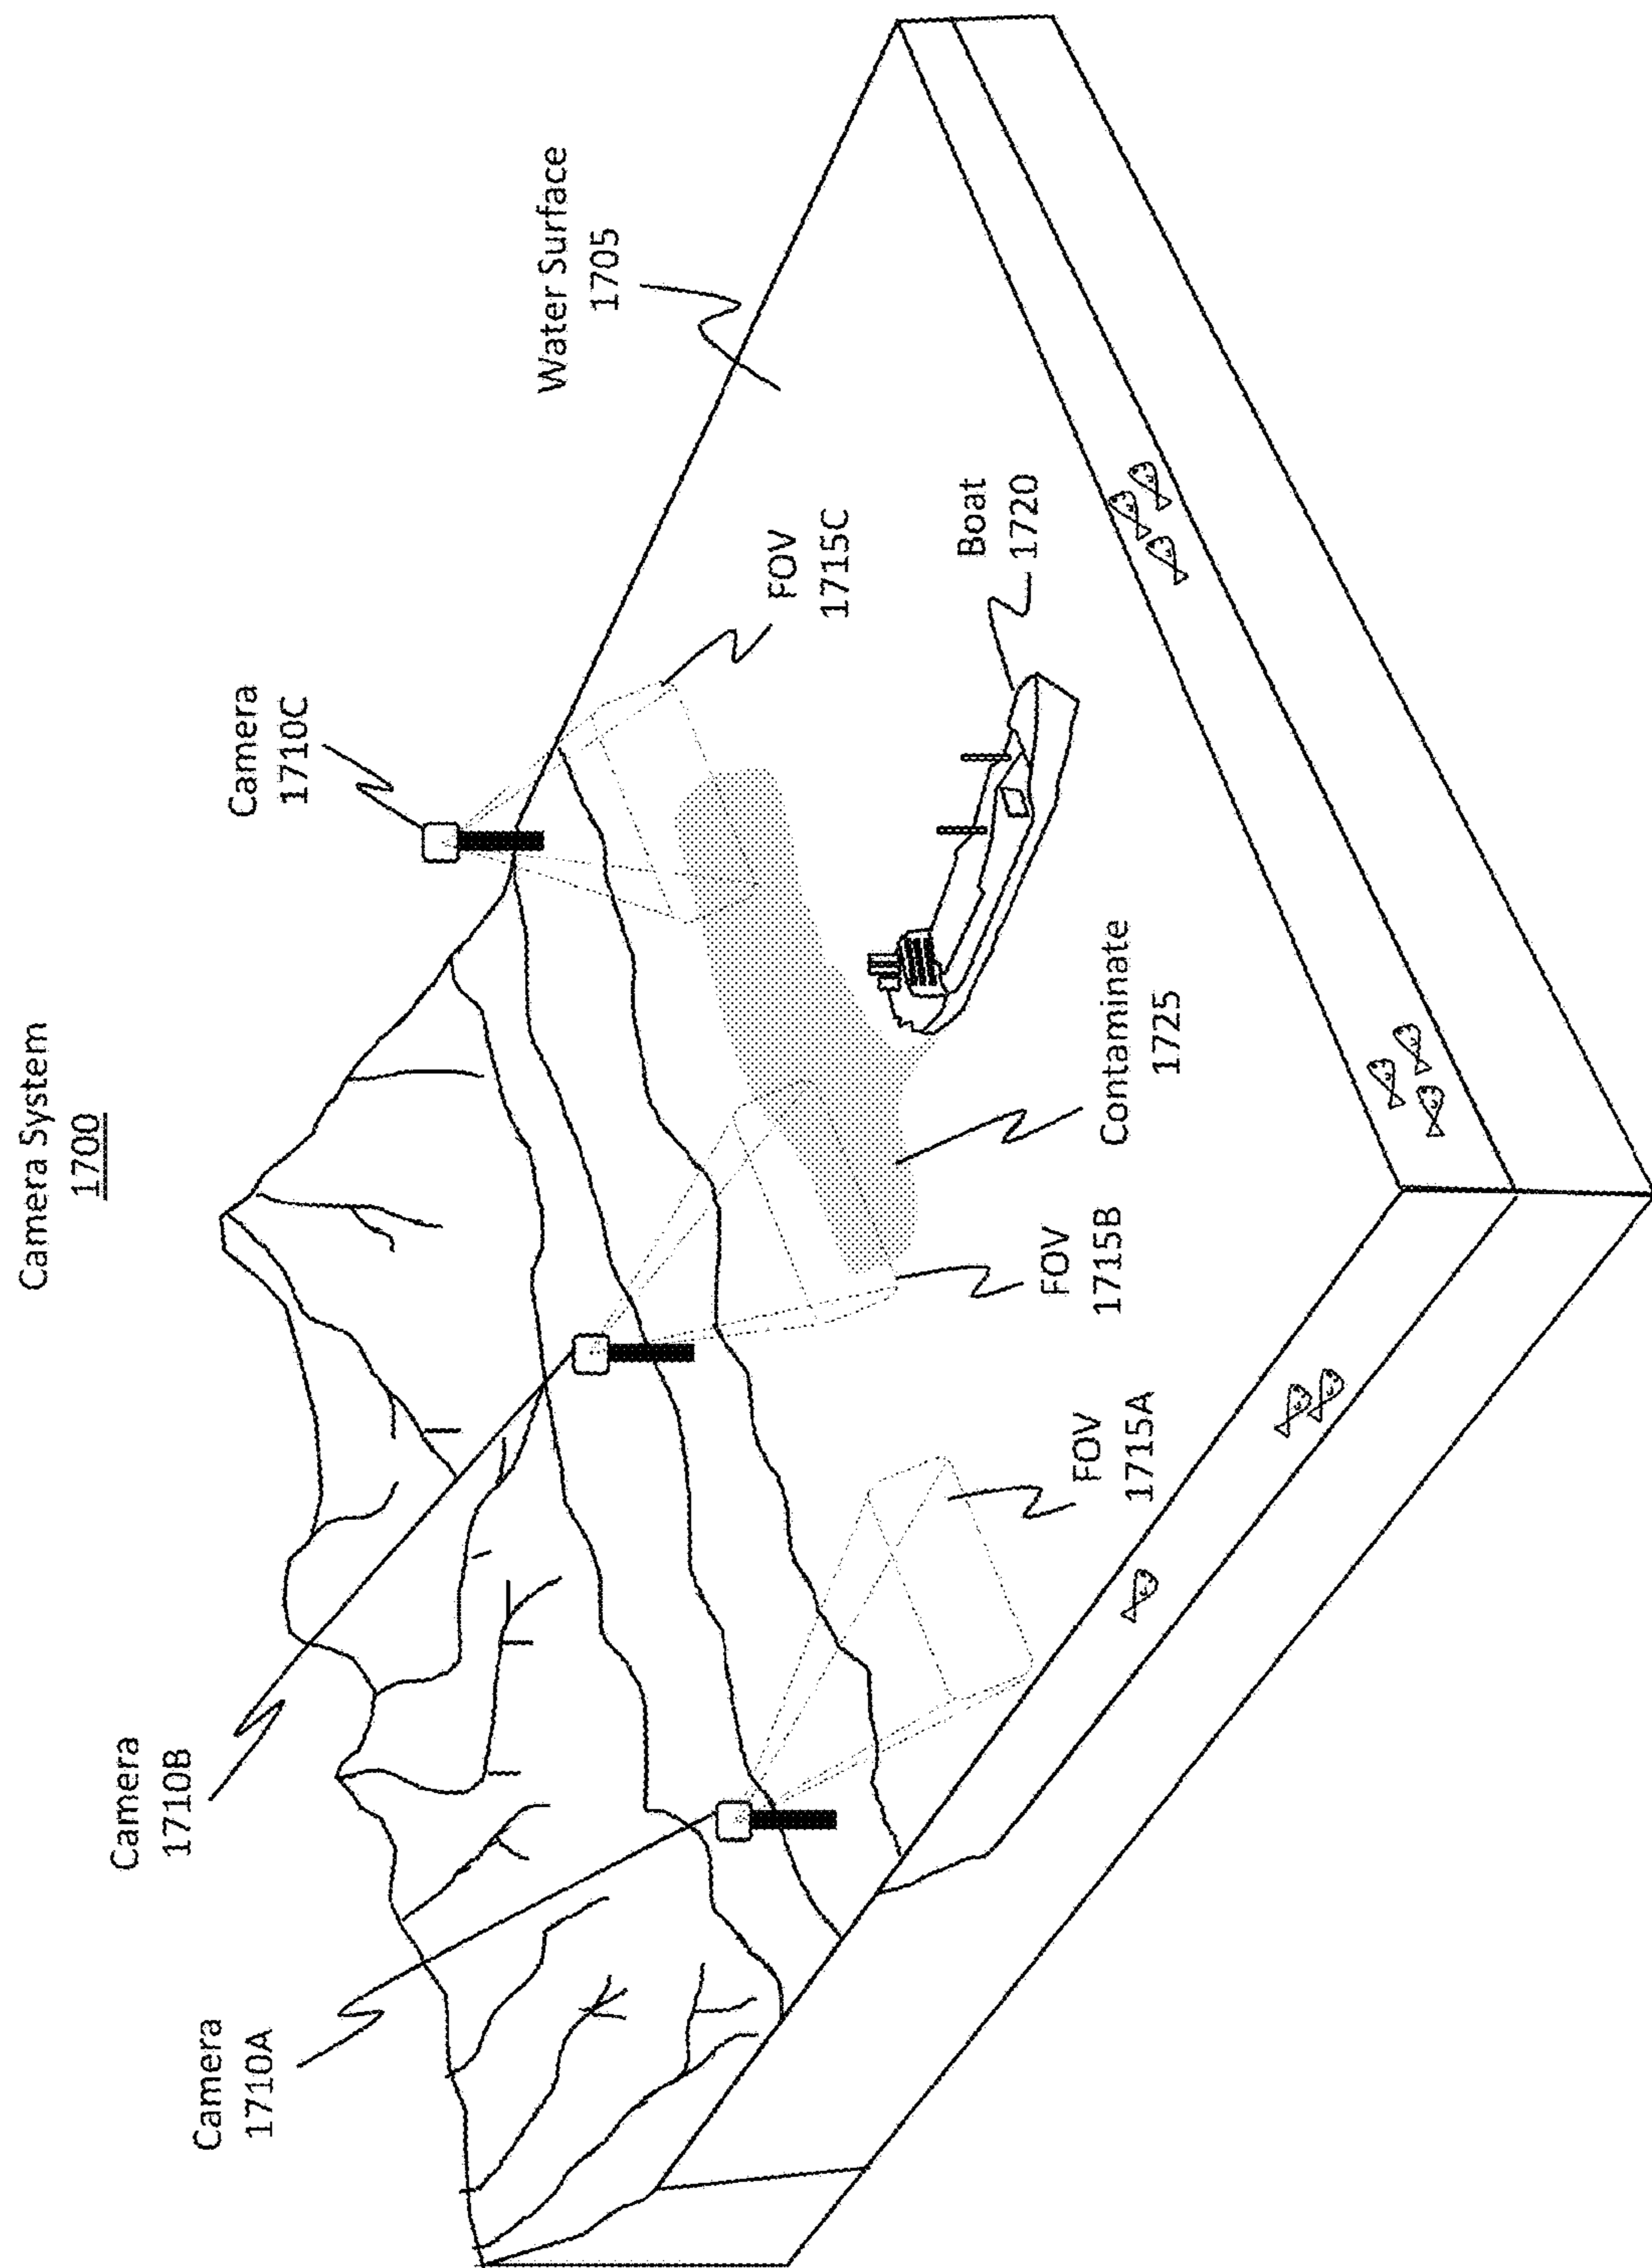 Camera System
1700
Camera
1710A
Camera
1710B
Camera
1710C
Water Surface
1705
FOV
1715C
Boat
1720
Contaminate
1725
FOV
1715B
FOV
1715A